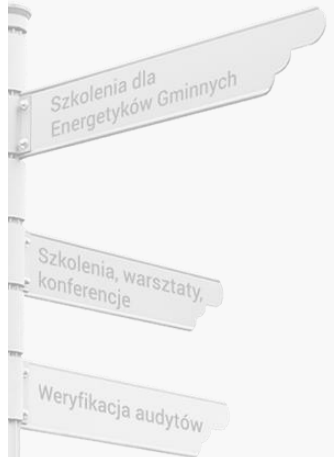 Szkolenia dla
Energetyków Gminnych
Szkolenia, warsztaty,
konferencje
Weryfikacja audytów